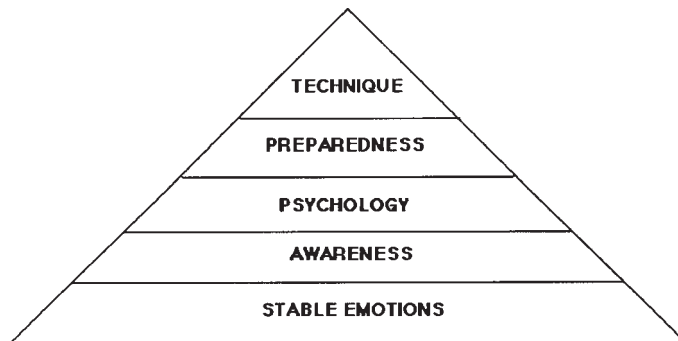 TECHNIQUE
PREPAREDNESS
PSYCHOLOGY
AWARENESS
STABLE EMOTIONS